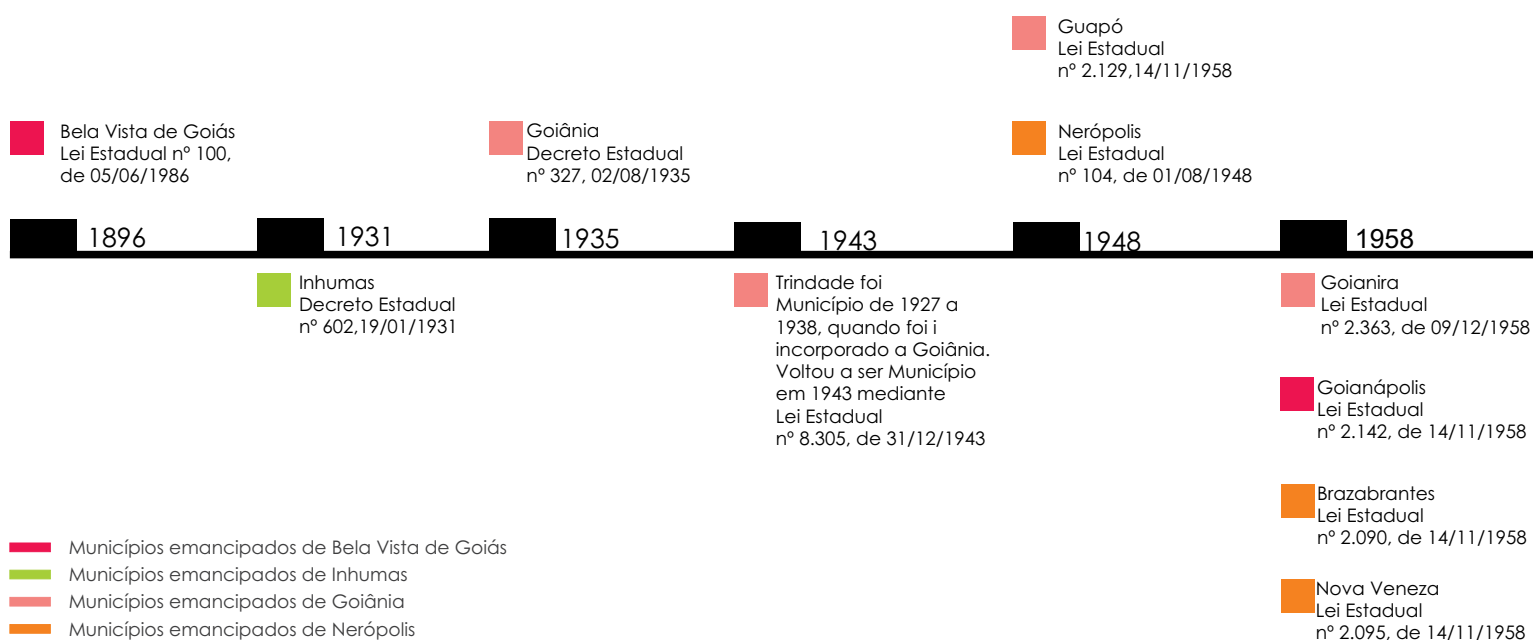 Guapó
Lei Estadual
nº 2.129,14/11/1958
Bela Vista de Goiás
Lei Estadual nº 100,
de 05/06/1986
Goiânia
Decreto Estadual
nº 327, 02/08/1935
Nerópolis
Lei Estadual
nº 104, de 01/08/1948
1896
1931
1935
1943
1948
1958
Inhumas
Decreto Estadual
nº 602,19/01/1931
Trindade foi
Município de 1927 a
1938, quando foi i
incorporado a Goiânia.
Voltou a ser Município
em 1943 mediante
Lei Estadual
nº 8.305, de 31/12/1943
Goianira
Lei Estadual
nº 2.363, de 09/12/1958
Goianápolis
Lei Estadual
nº 2.142, de 14/11/1958
Brazabrantes
Lei Estadual
nº 2.090, de 14/11/1958
Nova Veneza
Lei Estadual
nº 2.095, de 14/11/1958
Municípios emancipados de Bela Vista de Goiás
Municípios emancipados de Inhumas
Municípios emancipados de Goiânia
Municípios emancipados de Nerópolis